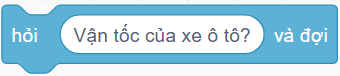 hỏi Vận tốc của xe ô tô? và đợi